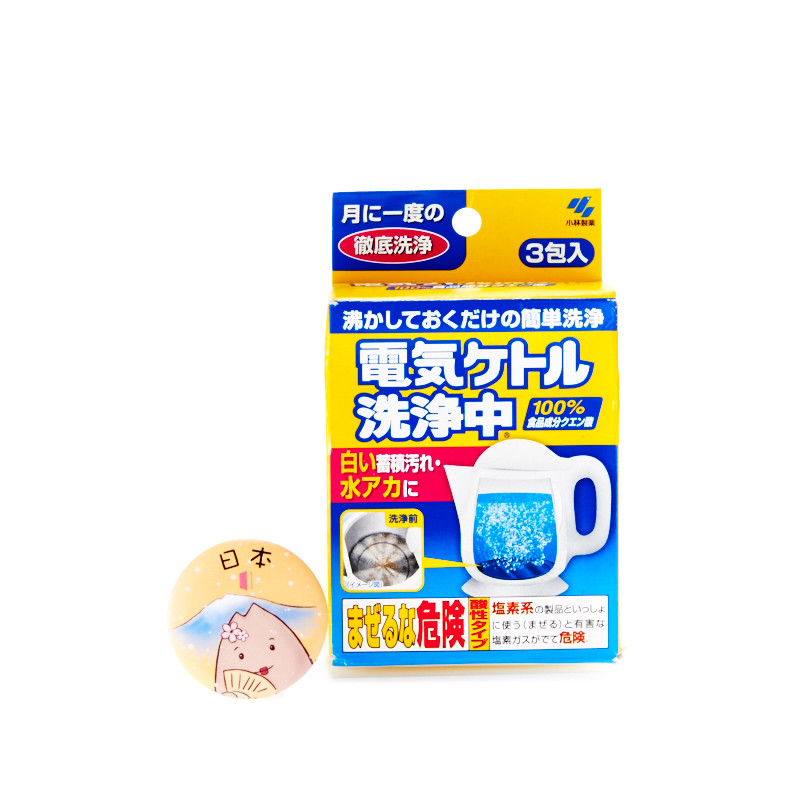 月に一度の
徹底洗浄
小林製薬
3包入
沸かしておくだけの簡単洗浄
電気ケトル
洗浄中
®
100%
食品成分クエン酸
白い蓄積汚れ・
水アカに
洗浄前
(イメージ図)
まぜるな危険
酸性タイプ
塩素系の製品といっしょ
に使う(まぜる)と有害な
塩素ガスがでて危険
日本